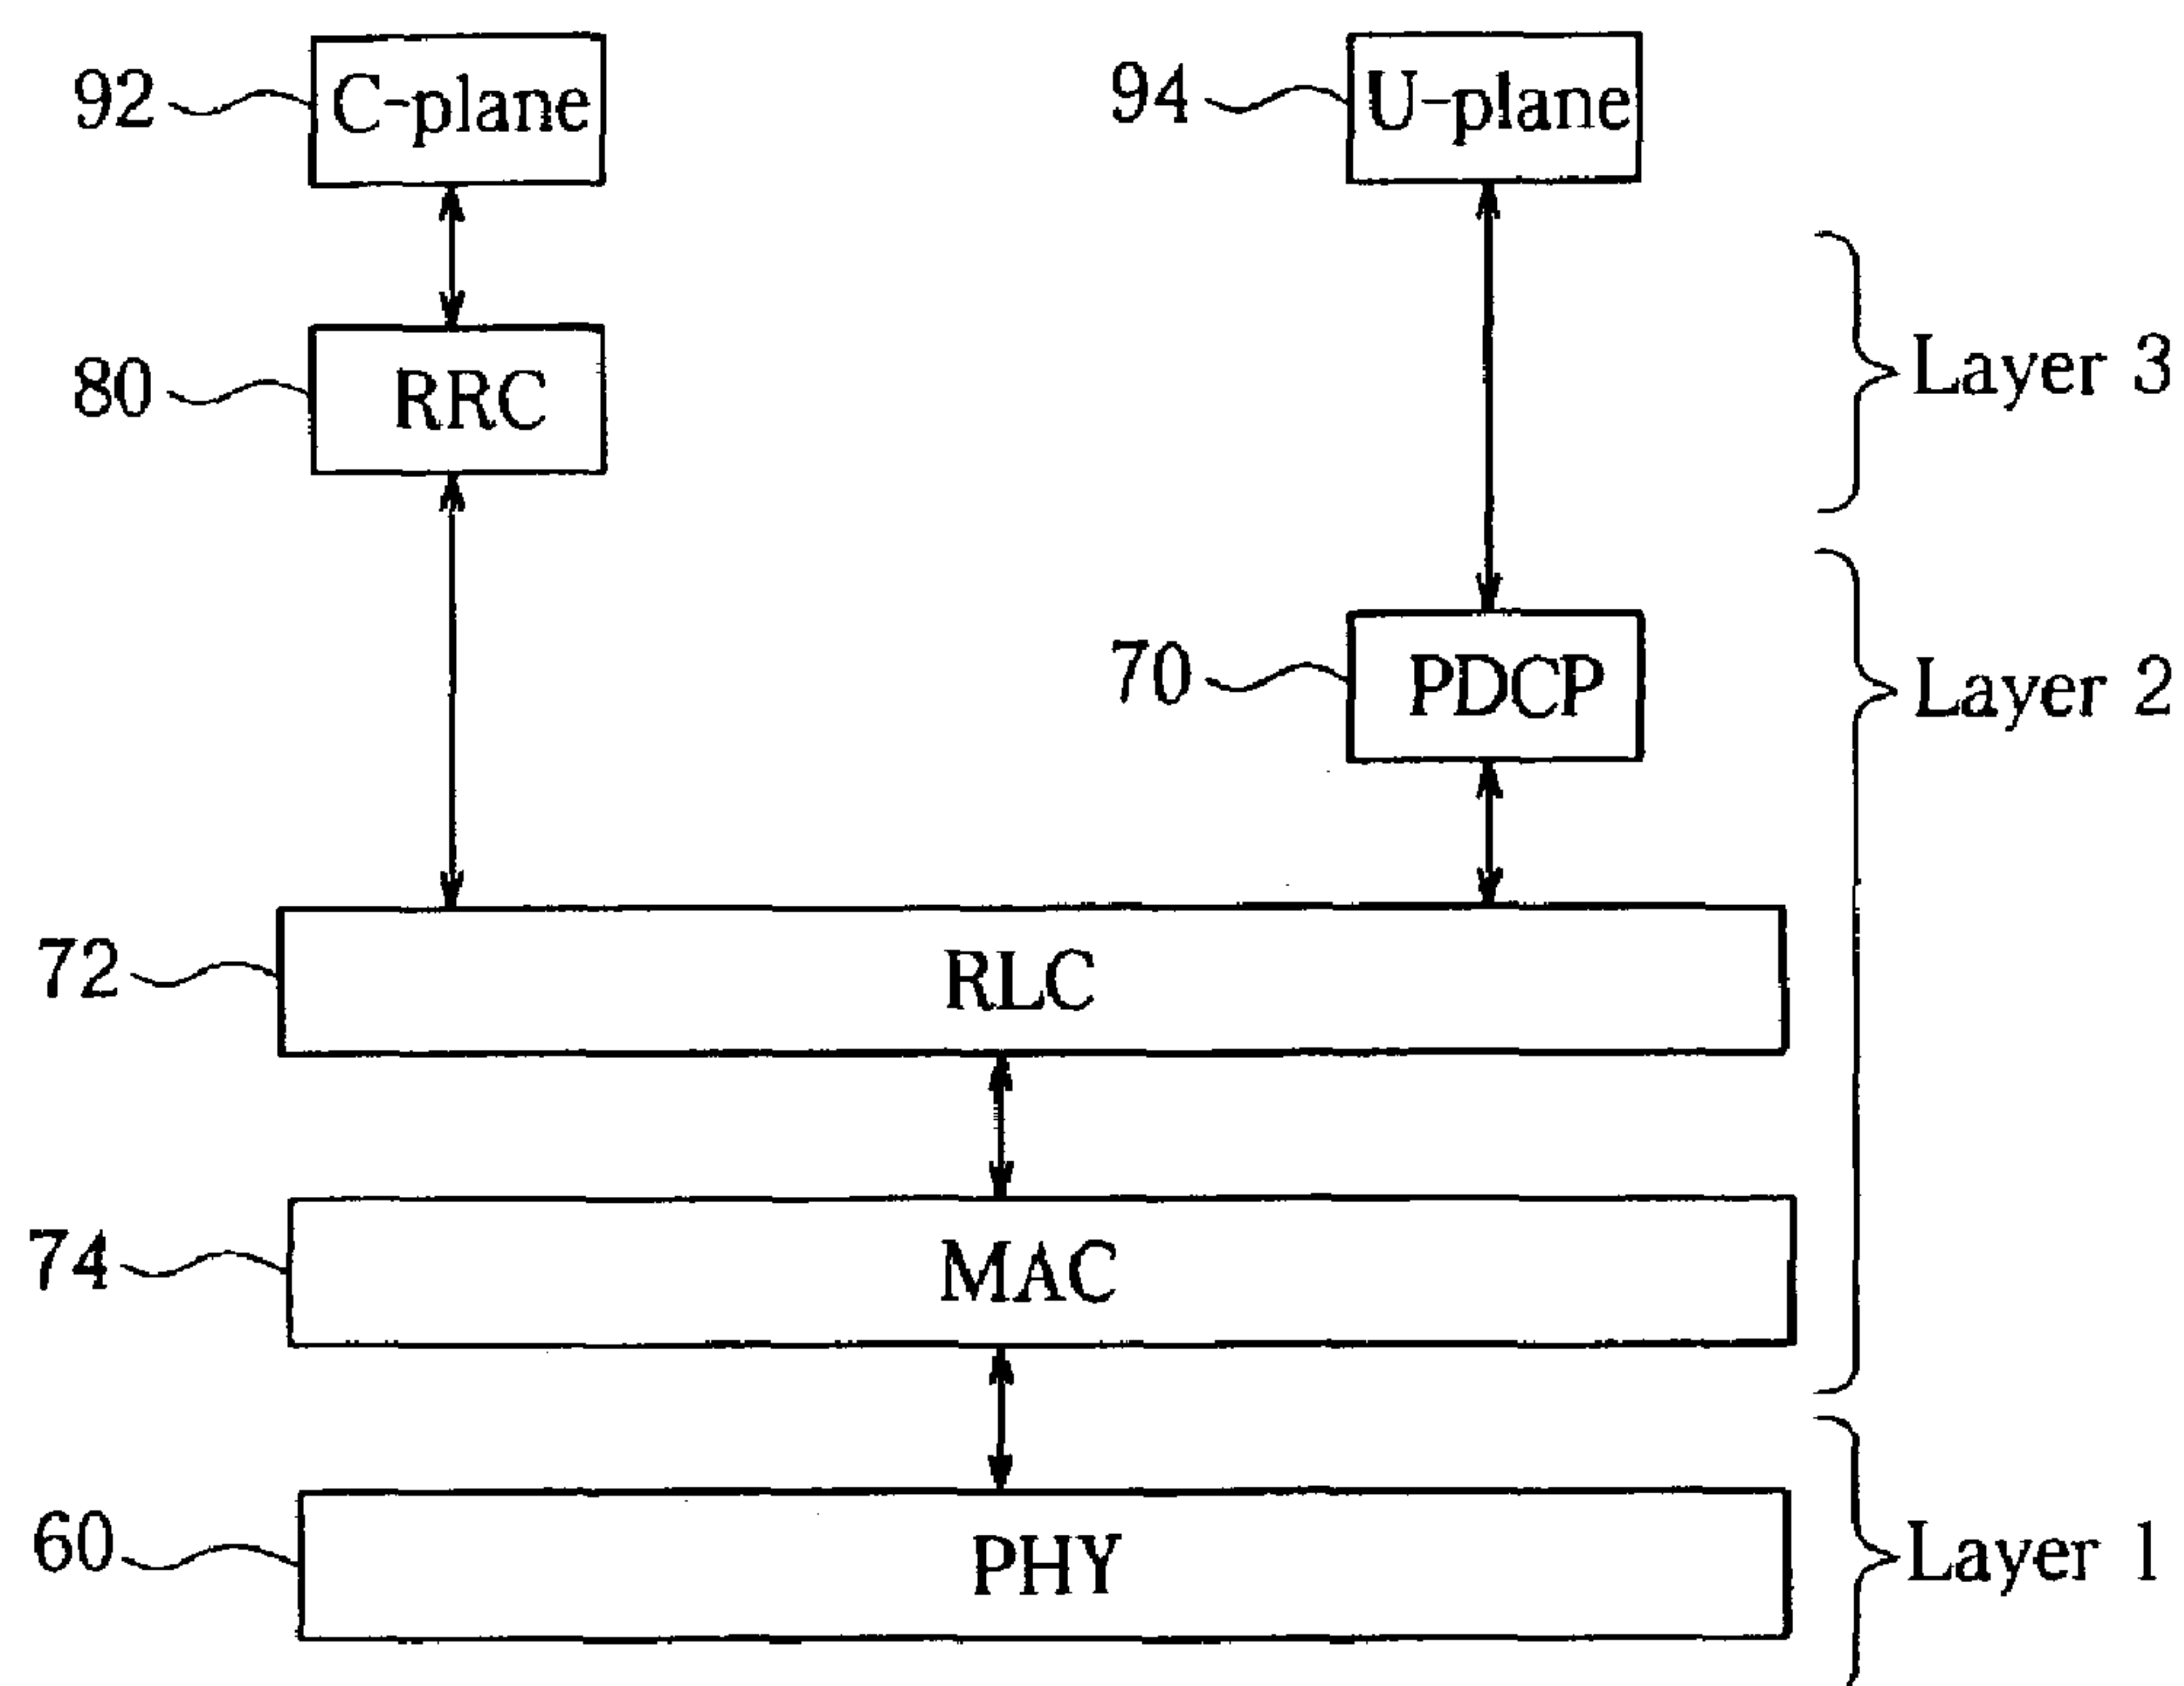 92 C-plane
94 U-plane
80 RRC
Layer 3
70 PDCP
Layer 2
72 RLC
74 MAC
60 PHY
Layer 1